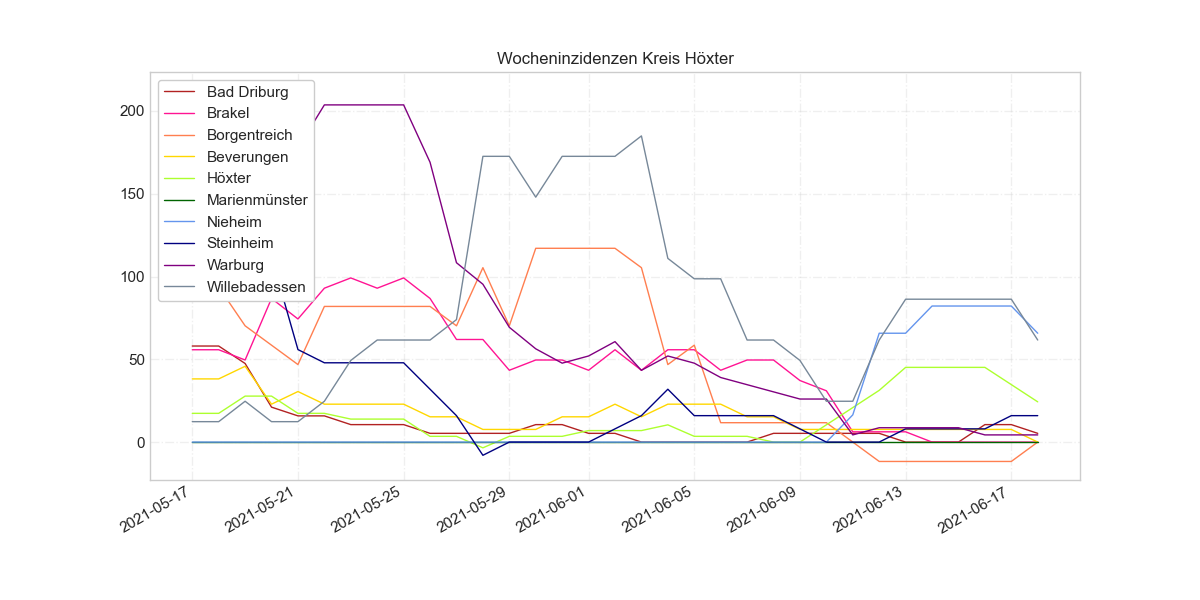 Wocheninzidenzen Kreis Höxter
Bad Driburg
Brakel
Borgentreich
Beverungen
Höxter
Marienmünster
Nieheim
Steinheim
Warburg
Willebadessen
200
150
100
50
0
2021-05-17
2021-05-21
2021-05-25
2021-05-29
2021-06-01
2021-06-05
2021-06-09
2021-06-13
2021-06-17